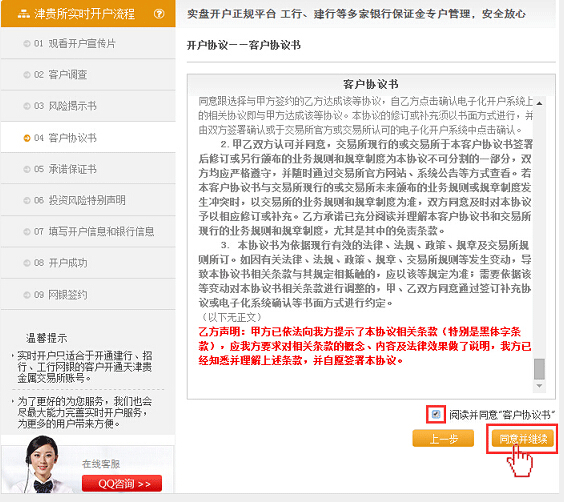 津贵所实时开户流程
?
01 观看开户宣传片
02 客户调查
03 风险揭示书
04 客户协议书
05 承诺保证书
06 投资风险特别声明
07 填写开户信息和银行信息
08 开户成功
09 网银签约
温馨提示
实时开户只适合于开通建行、招
行、工行网银的客户开通天津贵
金属交易所账号。
为了更好的为您服务，我们也会
尽最大能力完善实时开户服务，
为更多的用户带来方便。
在线客服
QQ咨询 >>
实盘开户正规平台 工行、建行等多家银行保证金专户管理，安全放心
开户协议——客户协议书
客户协议书
同意跟选择与甲方签约的乙方达成该等协议，自乙方点击确认电子化开户系统上
的相关协议即与甲方达成该等协议。本协议的修订或补充须以书面方式进行，并
由双方签署确认或于交易所官方或交易所认可的电子化开户系统中点击确认。
2.甲乙双方认可并同意，交易所现行的或交易所于本客户协议书签署
后修订或另行颁布的业务规则和规章制度为本协议不可分割的一部分，双
方均应严格遵守，并随时通过交易所官方网站、系统公告等方式查看。若
本客户协议书与交易所现行的或交易所未来颁布的业务规则或规章制度发
生冲突时，以交易所的业务规则和规章制度为准，双方同意及时对本协议
予以相应修订或补充。乙方承诺已充分阅读并理解本客户协议书和交易所
现行的业务规则和规章制度，尤其是其中的免责条款。
3. 本协议书为依据现行有效的法律、法规、政策、规章及交易所规
则所订。如因有关法律、法规、政策、规章、交易所规则等发生变动，导
致本协议书相关条款与其规定相抵触的，应以该等规定为准；需要依据该
等变动对本协议书相关条款进行调整的，甲、乙双方同意通过签订补充协
议或电子化系统确认等书面方式进行约定。
（以下无正文）
乙方声明：甲方已依法向我方提示了本协议相关条款（特别是黑体字条
款），应我方要求对相关条款的概念、内容及法律效果做了说明，我方已
经知悉并理解上述条款，并自愿签署本协议。
阅读并同意“客户协议书”
上一步
同意并继续